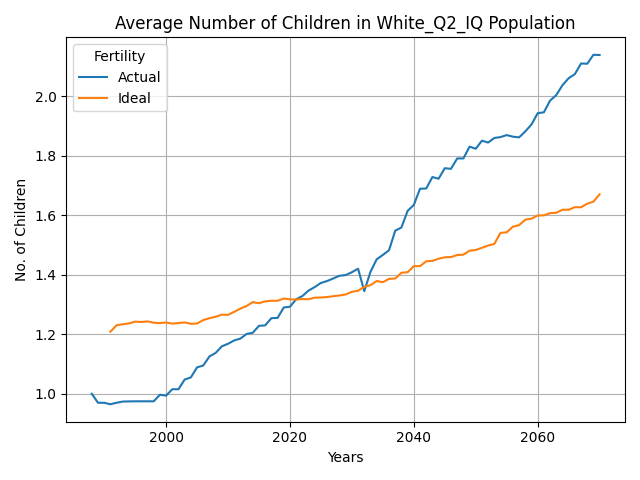 Average Number of Children in White_Q2_IQ Population
Fertility
Actual
Ideal
No. of Children
2.0
1.8
1.6
1.4
1.2
1.0
2000
2020
2040
2060
Years